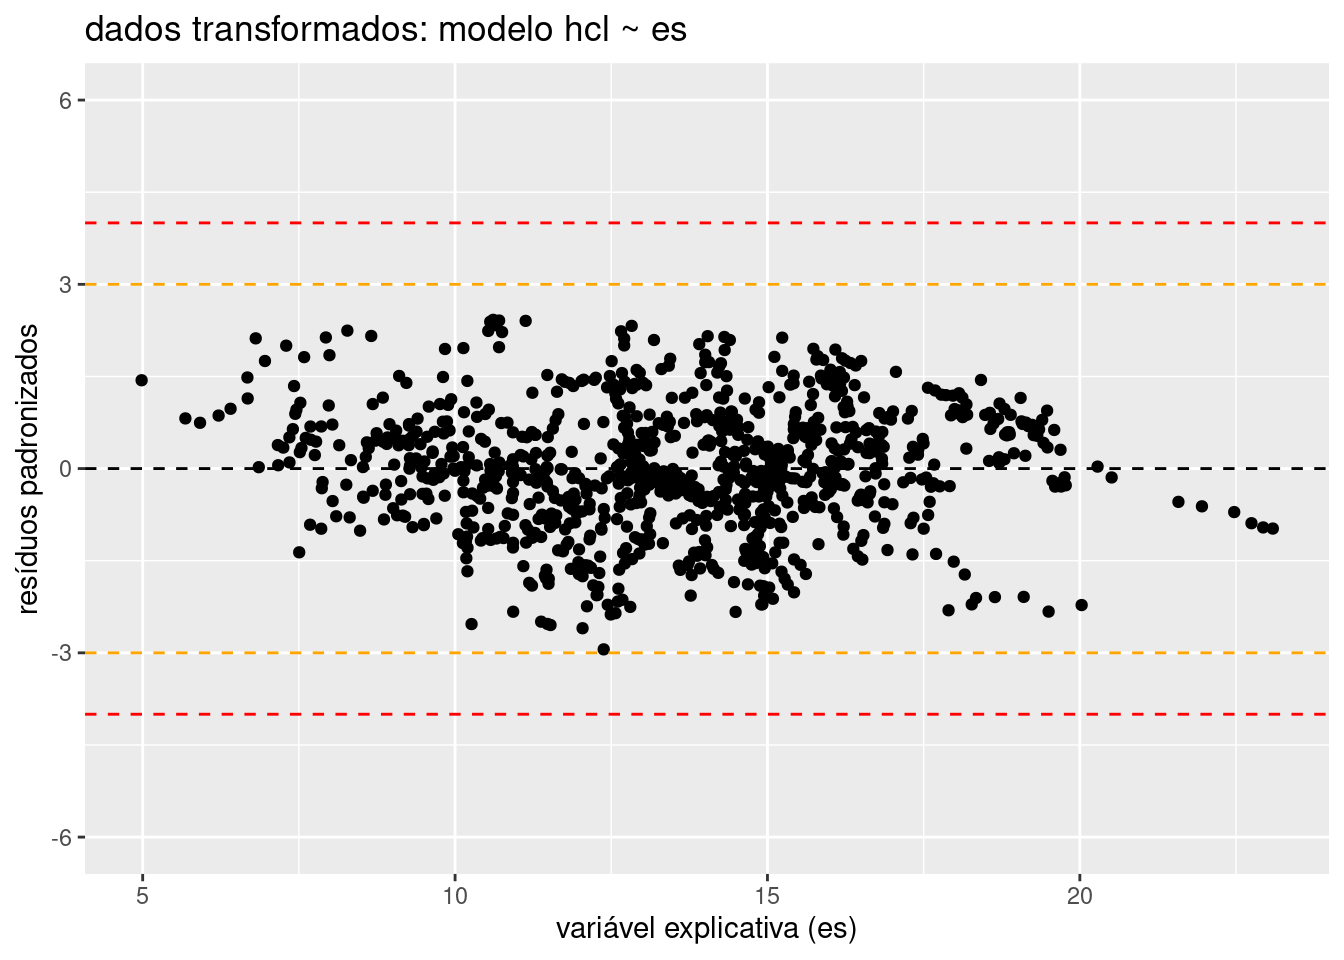 dados transformados: modelo hcl ~ es
resíduos padronizados
6
3
0
-3
-6
5 10 15 20
variável explicativa (es)